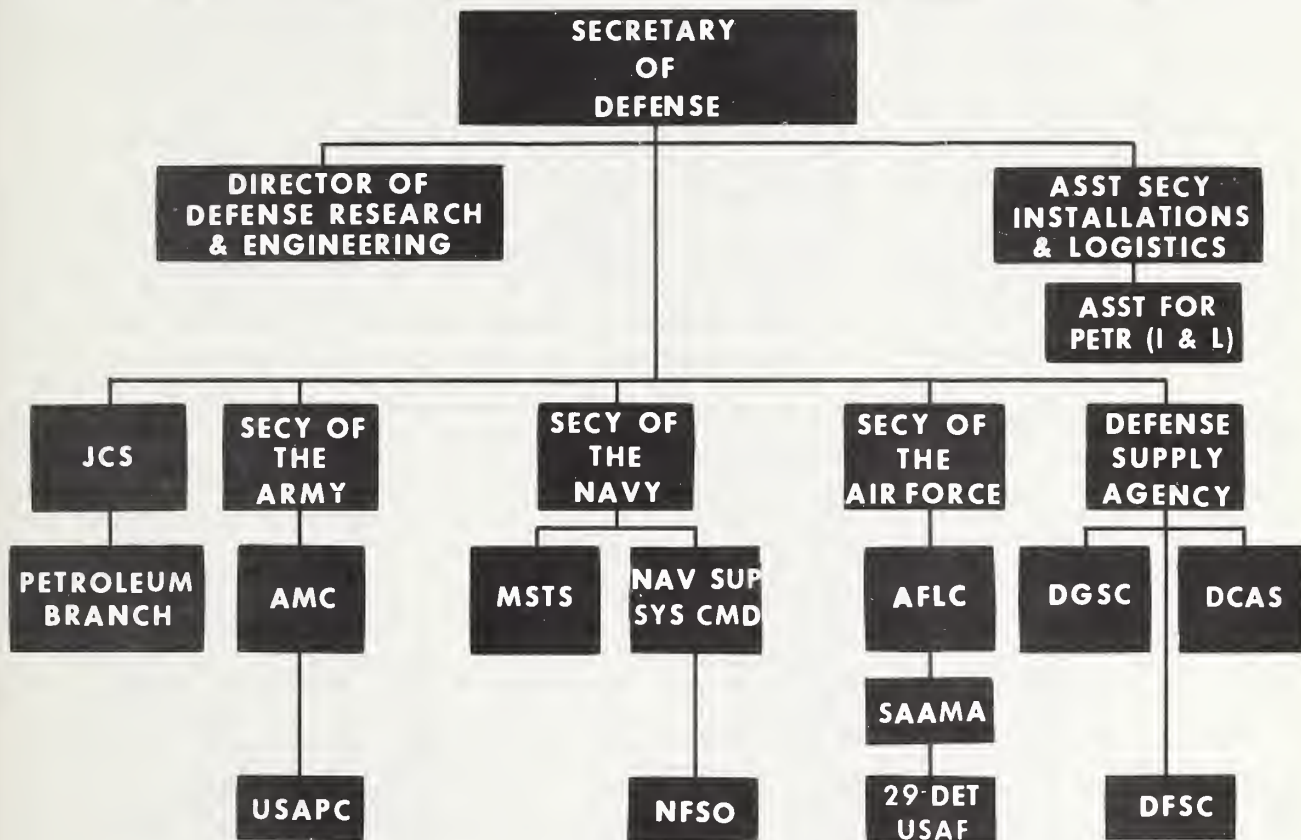 SECRETARY
OF
DEFENSE
DIRECTOR OF
DEFENSE RESEARCH
& ENGINEERING
ASST SECY
INSTALLATIONS
& LOGISTICS
ASST FOR
PETR (I & L)
JCS
SECY OF
THE
ARMY
SECY OF
THE
NAVY
SECY OF
THE
AIR FORCE
DEFENSE
SUPPLY
AGENCY
PETROLEUM
BRANCH
AMC
MSTS
NAV SUP
SYS CMD
AFLC
DGSC
DCAS
SAAMA
USAPC
NFSO
29 DET
USAF
DFSC